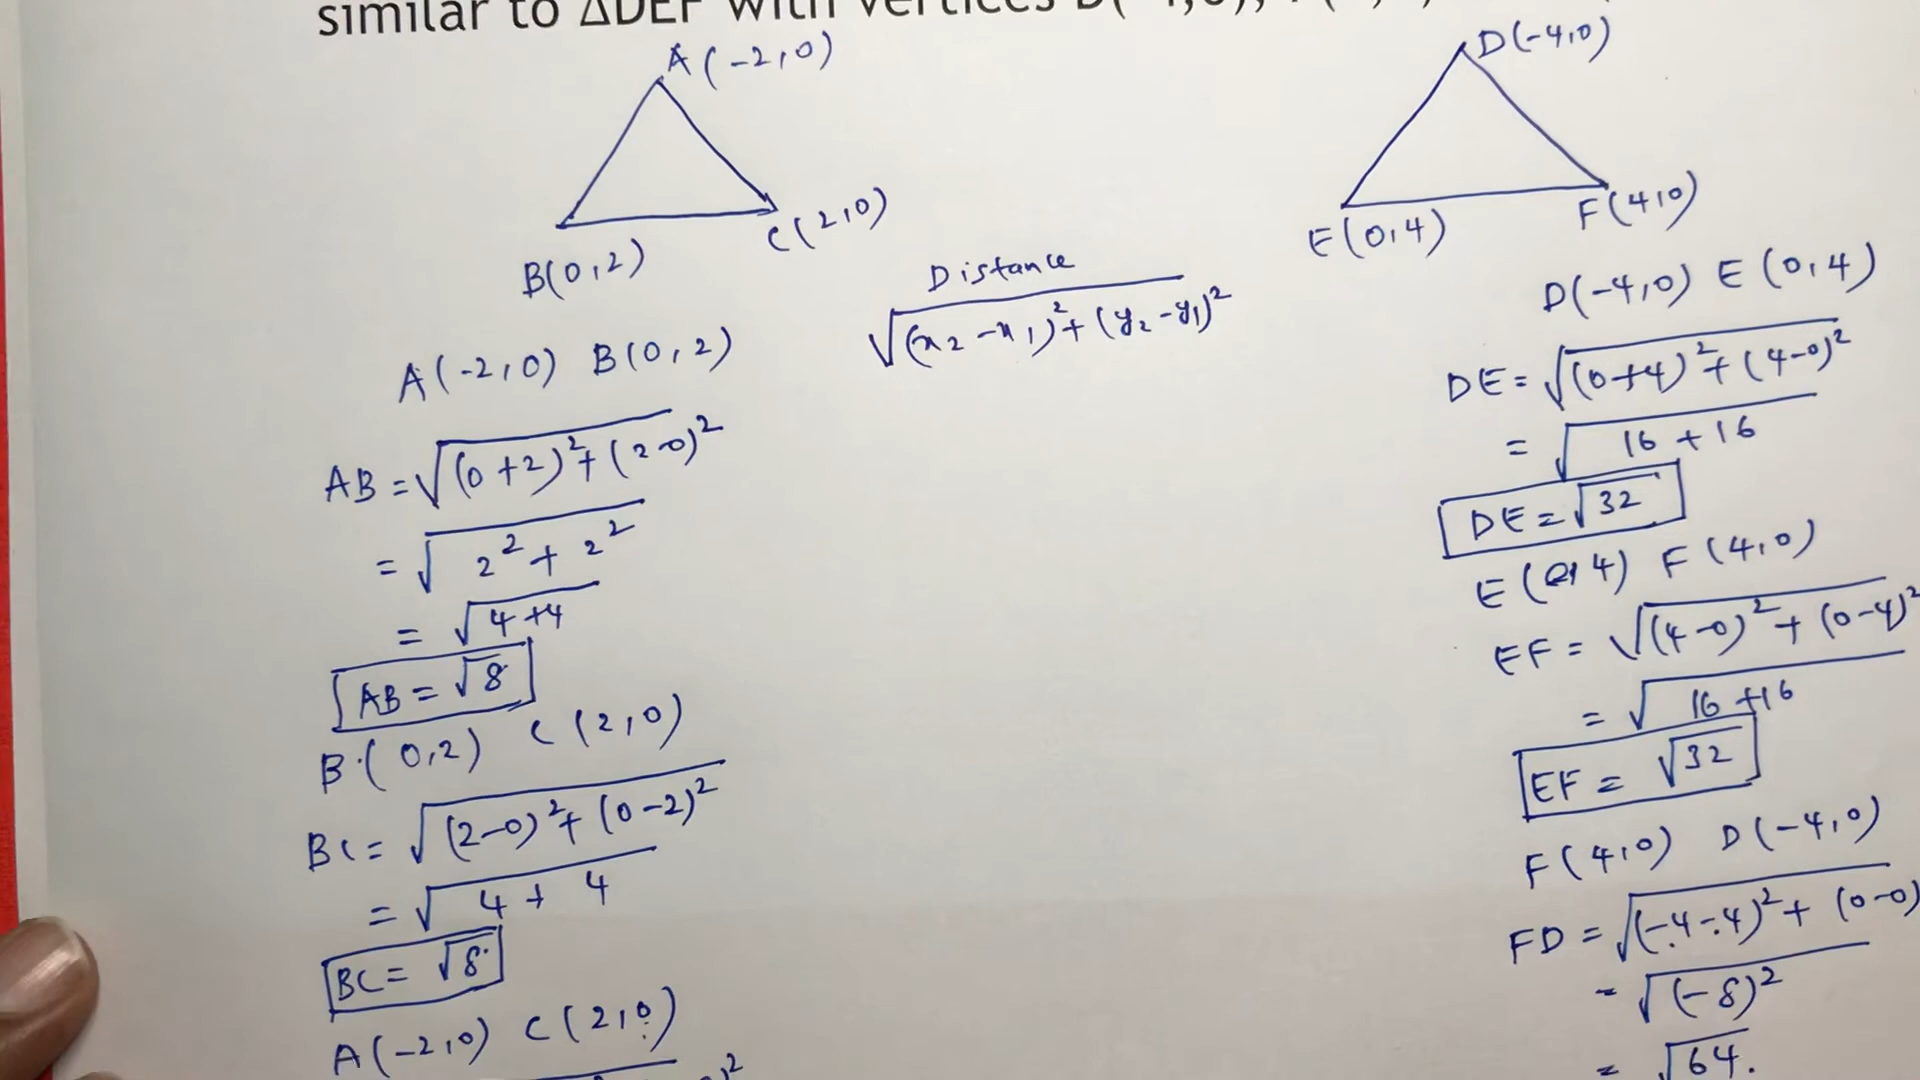 similar to ΔDEF with vertices
A(-2,0)
B(0,2)
C(2,0)
D(-4,0)
E(0,4)
F(4,0)
Distance
√(x₂-x₁)²+(y₂-y₁)²
A(-2,0) B(0,2)
AB = √(0+2)²+(2-0)²
= √2²+2²
= √4+4
AB = √8
B(0,2) C(2,0)
BC = √(2-0)²+(0-2)²
= √4+4
BC = √8
A(-2,0) C(2,0)
D(-4,0) E(0,4)
DE = √(0+4)²+(4-0)²
= √16+16
DE = √32
E(0,4) F(4,0)
EF = √(4-0)²+(0-4)²
= √16+16
EF = √32
F(4,0) D(-4,0)
FD = √(-4-4)²+(0-0)
= √(-8)²
= √64.